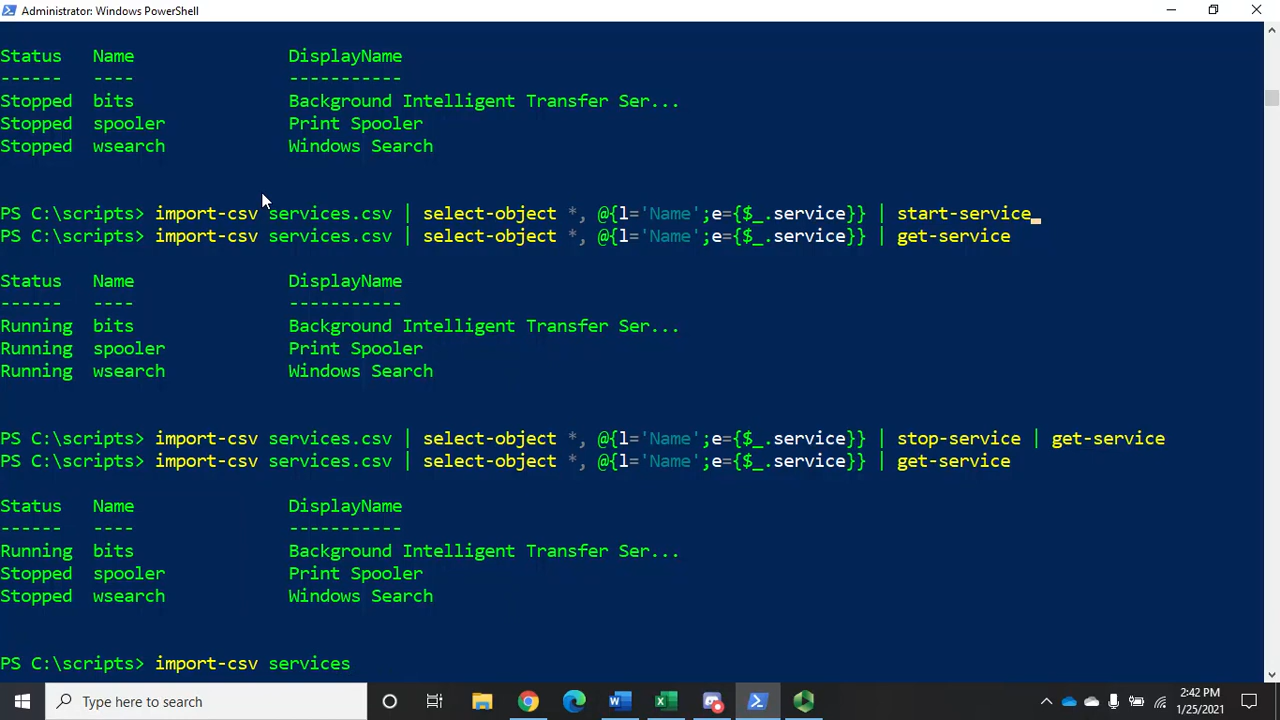 Administrator: Windows PowerShell
Status Name DisplayName
------ ---- -----------
Stopped bits Background Intelligent Transfer Ser...
Stopped spooler Print Spooler
Stopped wsearch Windows Search
PS C:\scripts> import-csv services.csv | select-object *, @{l='Name';e={$_.service}} | start-service
PS C:\scripts> import-csv services.csv | select-object *, @{l='Name';e={$_.service}} | get-service
Status Name DisplayName
------ ---- -----------
Running bits Background Intelligent Transfer Ser...
Running spooler Print Spooler
Running wsearch Windows Search
PS C:\scripts> import-csv services.csv | select-object *, @{l='Name';e={$_.service}} | stop-service | get-service
PS C:\scripts> import-csv services.csv | select-object *, @{l='Name';e={$_.service}} | get-service
Status Name DisplayName
------ ---- -----------
Running bits Background Intelligent Transfer Ser...
Stopped spooler Print Spooler
Stopped wsearch Windows Search
PS C:\scripts> import-csv services
Type here to search
2:42 PM
1/25/2021